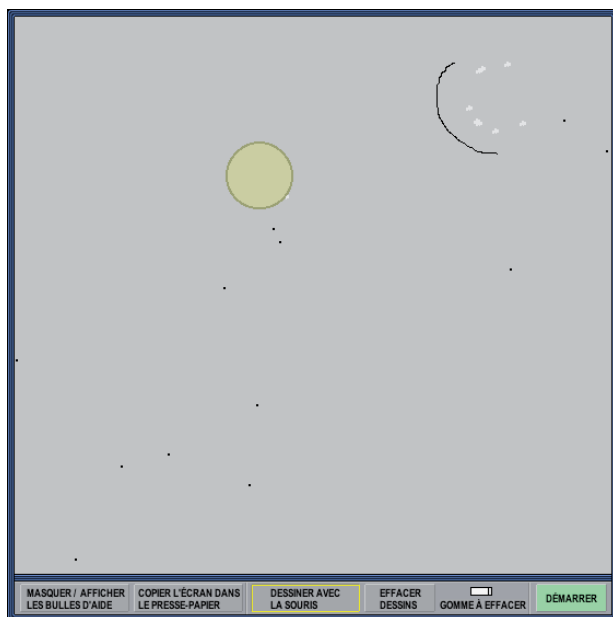 MASQUER / AFFICHER
LES BULLES D'AIDE
COPIER L'ÉCRAN DANS
LE PRESSE-PAPIER
DESSINER AVEC
LA SOURIS
EFFACER
DESSINS
GOMME À EFFACER
DÉMARRER